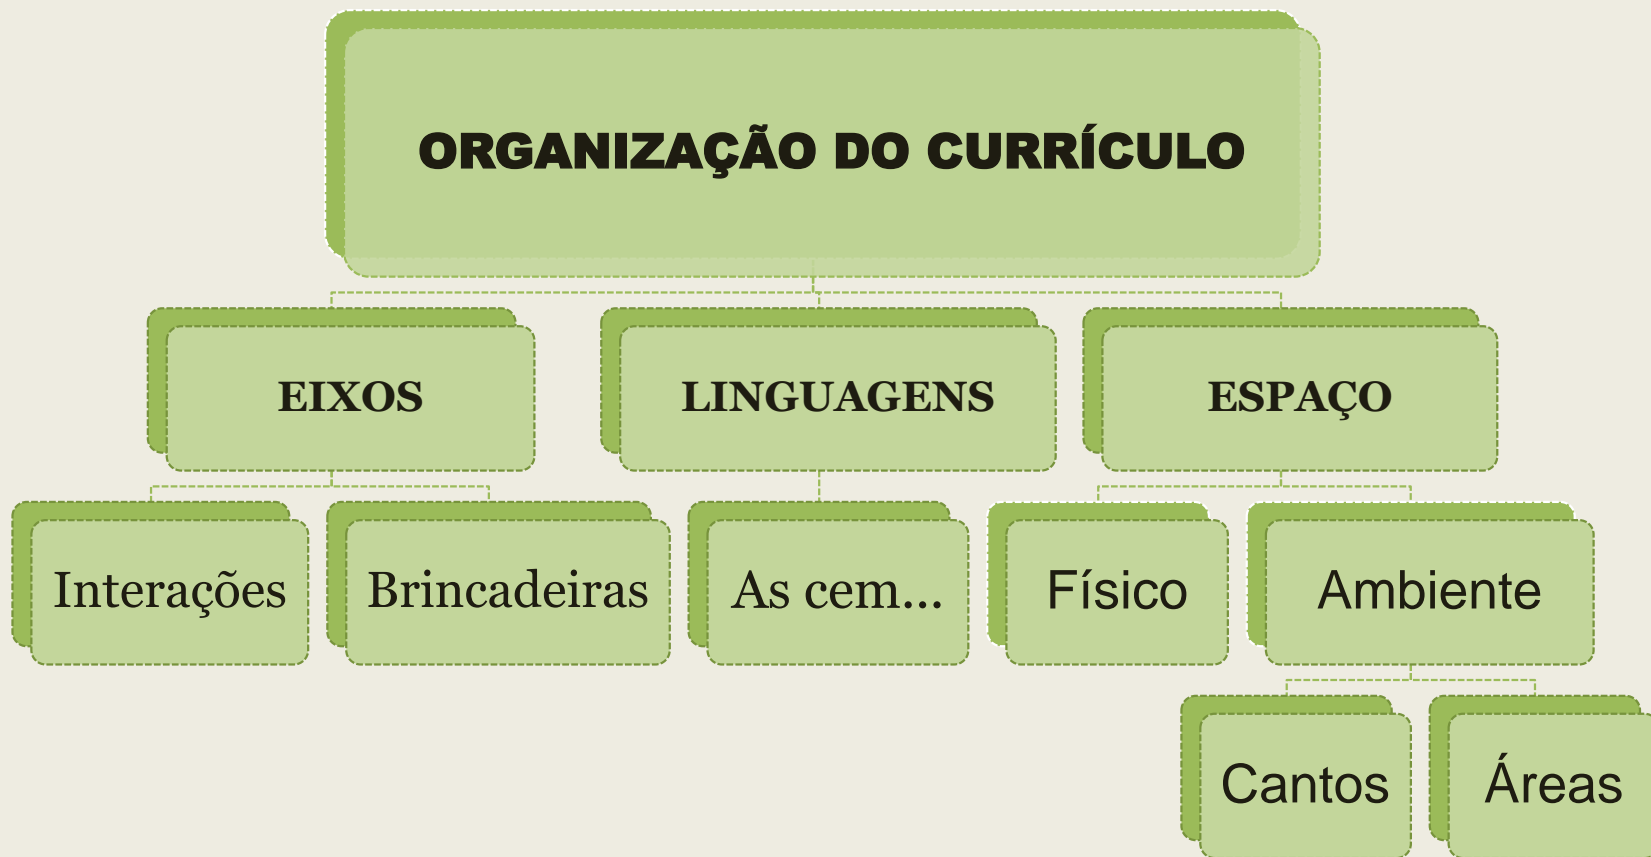 ORGANIZAÇÃO DO CURRÍCULO
EIXOS
LINGUAGENS
ESPAÇO
Interações
Brincadeiras
As cem...
Físico
Ambiente
Cantos
Áreas